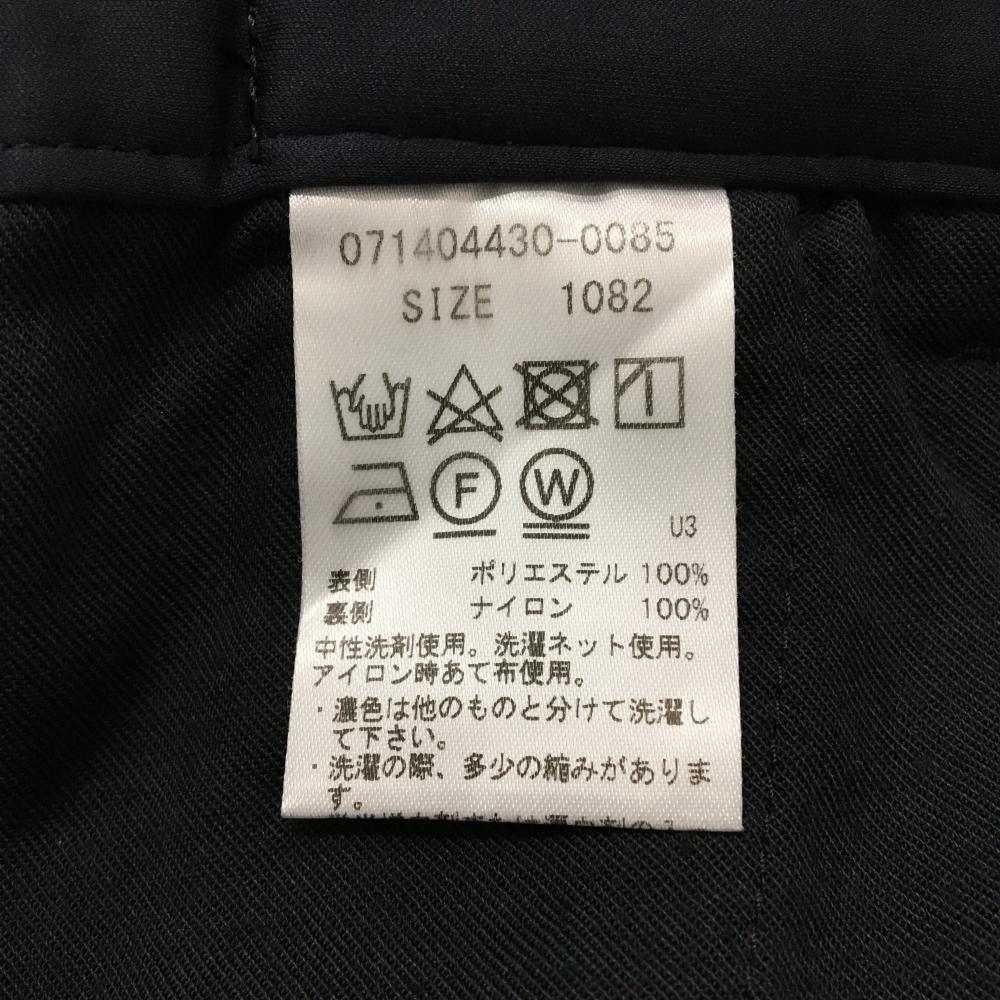 071404430-0085
SIZE 1082
F W
U3
表側 ポリエステル 100%
裏側 ナイロン 100%
中性洗剤使用。洗濯ネット使用。
アイロン時あて布使用。
・濃色は他のものと分けて洗濯し
て下さい。
・洗濯の際、多少の縮みがありま
す。